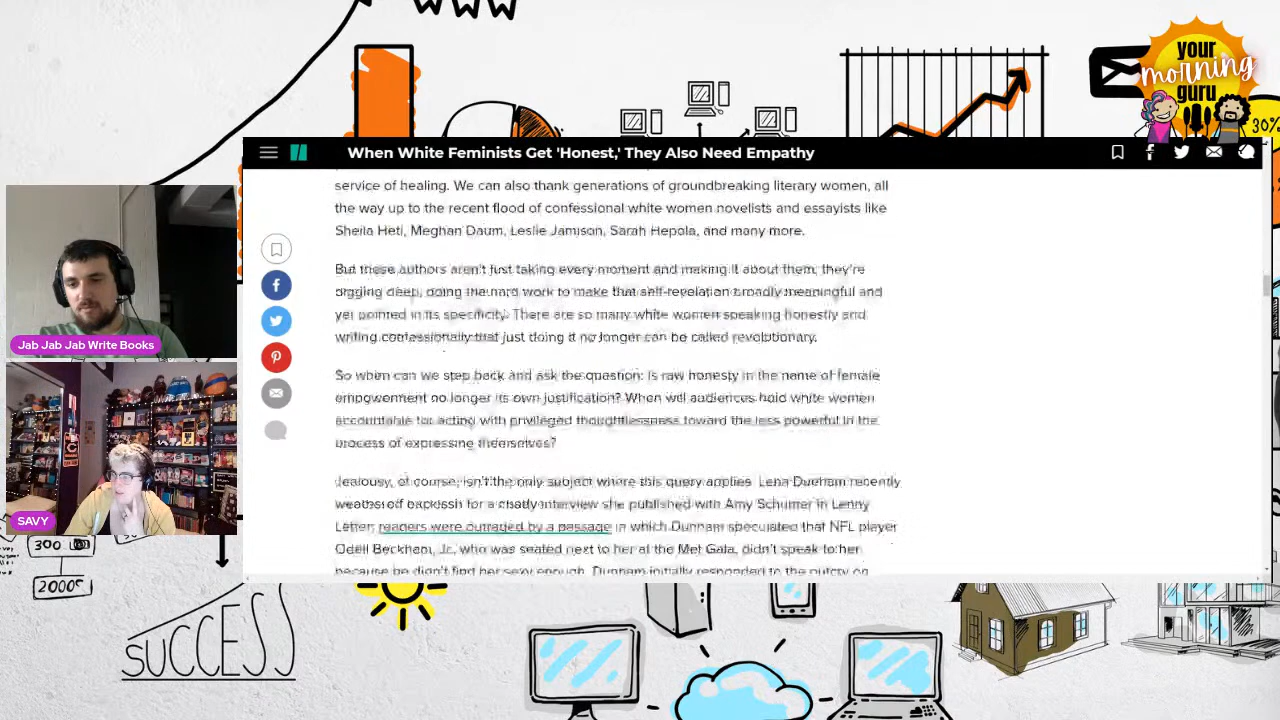 WWW
your
morning
guru
30%
When White Feminists Get 'Honest,' They Also Need Empathy
service of healing. We can also thank generations of groundbreaking literary women, all
the way up to the recent flood of confessional white women novelists and essayists like
Sheila Heti, Meghan Daum, Leslie Jamison, Sarah Hepola, and many more.
But these authors aren't just taking every moment and making it about them; they're
digging deep, doing the hard work to make that self-revelation broadly meaningful and
yet pointed in its specificity. There are so many white women speaking honestly and
writing confessionally that just doing it no longer can be called revolutionary.
So when can we step back and ask the question: Is raw honesty in the name of female
empowerment no longer its own justification? When will audiences hold white women
accountable for acting with privileged thoughtlessness toward the less powerful in the
process of expressing themselves?
Jealousy, of course, isn't the only subject where this query applies. Lena Dunham recently
weathered backlash for a chatty interview she published with Amy Schumer in Lenny
Letter; readers were outraged by a passage in which Dunham speculated that NFL player
Odell Beckham, Jr., who was seated next to her at the Met Gala, didn't speak to her
because he didn't find her sexy enough. Dunham initially responded to the outcry on
Jab Jab Jab Write Books
SAVY
300
2000
SUCCESS